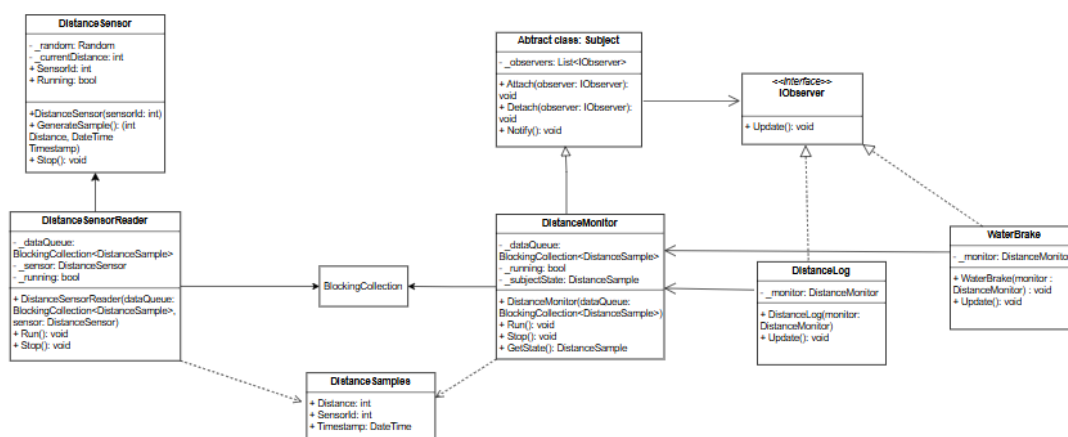 DistanceSensor
- _random: Random
- _currentDistance: int
+ SensorId: int
+ Running: bool
+DistanceSensor(sensorId: int)
+ GenerateSample(): (int
Distance, DateTime
Timestamp)
+ Stop(): void
Abtract class: Subject
- _observers: List<IObserver>
+ Attach(observer: IObserver):
void
+ Detach(observer: IObserver):
void
+ Notify(): void
<<Interface>>
IObserver
+ Update(): void
DistanceSensorReader
- _dataQueue:
BlockingCollection<DistanceSample>
- _sensor: DistanceSensor
- _running: bool
+ DistanceSensorReader(dataQueue:
BlockingCollection<DistanceSample>,
sensor: DistanceSensor)
+ Run(): void
+ Stop(): void
BlockingCollection
DistanceMonitor
- _dataQueue:
BlockingCollection<DistanceSample>
- _running: bool
- _subjectState: DistanceSample
+ DistanceMonitor(dataQueue:
BlockingCollection<DistanceSample>)
+ Run(): void
+ Stop(): void
+ GetState(): DistanceSample
DistanceLog
- _monitor: DistanceMonitor
+ DistanceLog(monitor:
DistanceMonitor)
+ Update(): void
WaterBrake
- _monitor: DistanceMonitor
+ WaterBrake(monitor :
DistanceMonitor) : void
+ Update(): void
DistanceSamples
+ Distance: int
+ SensorId: int
+ Timestamp: DateTime